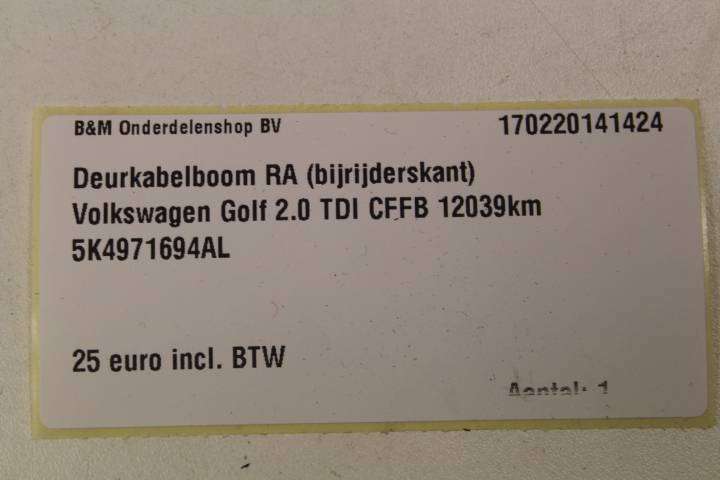 B&M Onderdelenshop BV 170220141424
Deurkabelboom RA (bijrijderskant)
Volkswagen Golf 2.0 TDI CFFB 12039km
5K4971694AL
25 euro incl. BTW
Aantal: 1